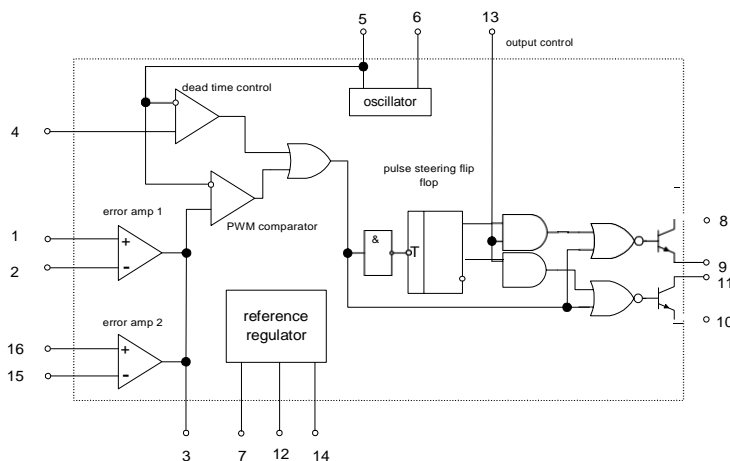 5
6
13
output control
dead time control
oscillator
4
pulse steering flip
flop
error amp 1
PWM comparator
&
T
1
+
2
-
8
9
11
10
error amp 2
reference
regulator
16
+
15
-
3
7
12
14